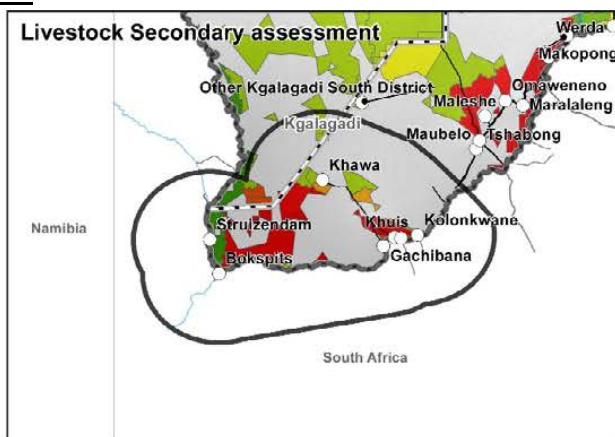 Livestock Secondary assessment
Werda
Makopong
Other Kgalagadi South District
Omaweneno
Maleshe
Maralaleng
Kgalagadi
Maubelo
Tshabong
Khawa
Namibia
Struizendam
Khuis
Kolonkwane
Bokspits
Gachibana
South Africa